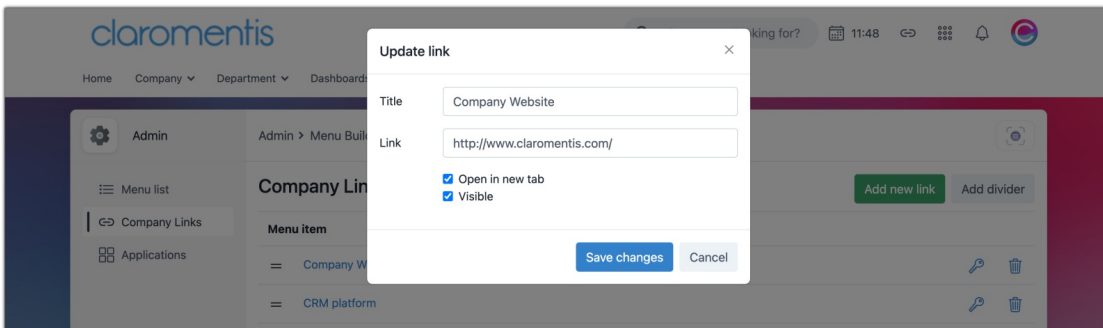 claromentis
king for?
11:48
Home Company Department Dashboards
Update link
Title Company Website
Link http://www.claromentis.com/
Open in new tab
Visible
Save changes Cancel
Admin
Admin > Menu Buil
Menu list
Company Links
Applications
Company Lin
Add new link Add divider
Menu item
Company W
CRM platform